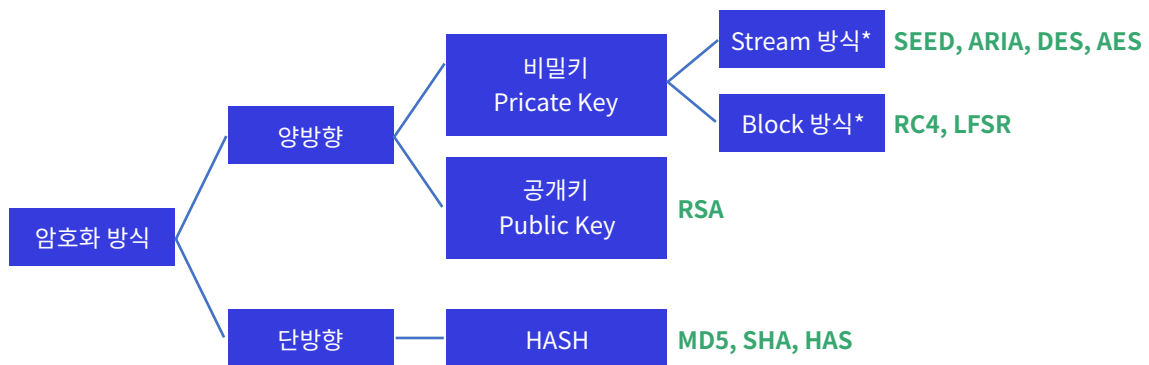 Stream 방식* SEED, ARIA, DES, AES
비밀키
Pricate Key
Block 방식* RC4, LFSR
양방향
공개키
Public Key
RSA
암호화 방식
단방향
HASH
MD5, SHA, HAS